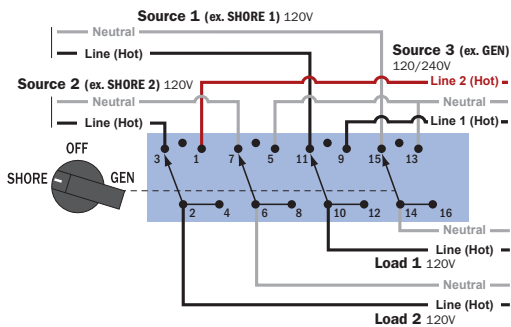 Source 1 (ex. SHORE 1) 120V
Neutral
Line (Hot)
Source 3 (ex. GEN)
120/240V
Line 2 (Hot)
Source 2 (ex. SHORE 2) 120V
Neutral
Neutral
Line (Hot)
Line 1 (Hot)
OFF
SHORE
GEN
3 1 7 5 11 9 15 13
2 4 6 8 10 12 14 16
Neutral
Line (Hot)
Load 1 120V
Neutral
Line (Hot)
Load 2 120V